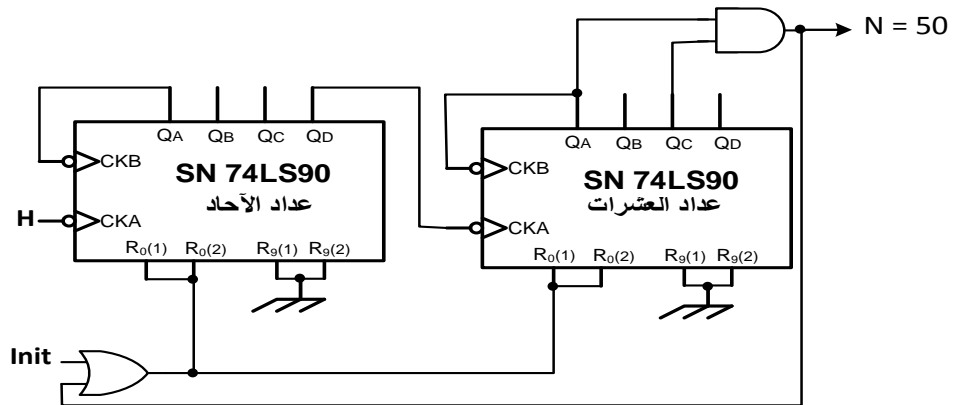 N = 50
QA QB QC QD
CKB
SN 74LS90
عداد الآحاد
H
CKA
R0(1) R0(2) R9(1) R9(2)
QA QB QC QD
CKB
SN 74LS90
عداد العشرات
CKA
R0(1) R0(2) R9(1) R9(2)
Init